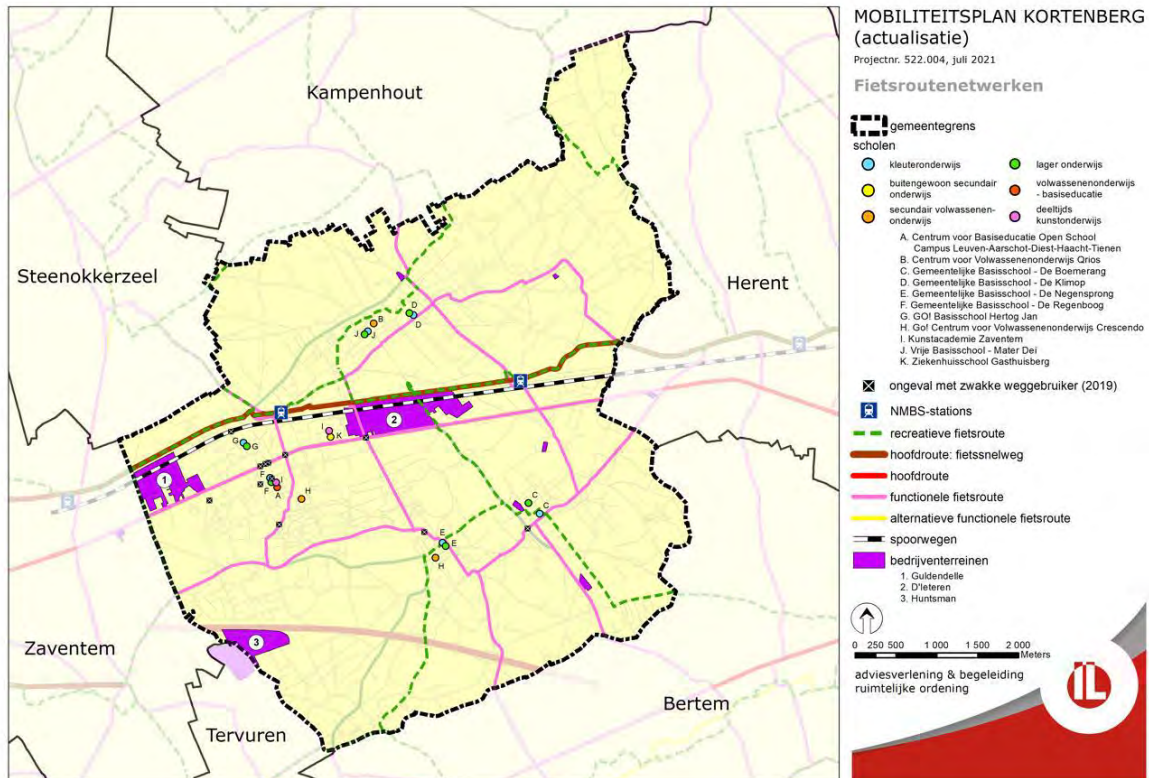 MOBILITEITSPLAN KORTENBERG
(actualisatie)
Projectnr. 522.004, juli 2021
Fietsroutenetwerken
gemeentegrens
scholen
kleuteronderwijs
lager onderwijs
buitengewoon secundair
onderwijs
volwassenenonderwijs
- basiseducatie
secundair volwassenen-
onderwijs
deeltijds
kunstonderwijs
A. Centrum voor Basiseducatie Open School
Campus Leuven-Aarschot-Diest-Haacht-Tienen
B. Centrum voor Volwassenenonderwijs Qrios
C. Gemeentelijke Basisschool - De Boemerang
D. Gemeentelijke Basisschool - De Klimop
E. Gemeentelijke Basisschool - De Negensprong
F. Gemeentelijke Basisschool - De Regenboog
G. GO! Basisschool Hertog Jan
H. Go! Centrum voor Volwassenenonderwijs Crescendo
I. Kunstacademie Zaventem
J. Vrije Basisschool - Mater Deï
K. Ziekenhuisschool Gasthuisberg
ongeval met zwakke weggebruiker (2019)
NMBS-stations
recreatieve fietsroute
hoofdroute: fietssnelweg
hoofdroute
functionele fietsroute
alternatieve functionele fietsroute
spoorwegen
bedrijventerreinen
1. Guldendelle
2. D'Ieteren
3. Huntsman
0 250 500 1 000 1 500 2 000
Meters
adviesverlening & begeleiding
ruimtelijke ordening
IL
Kampenhout
Steenokkerzeel
Herent
Zaventem
Tervuren
Bertem
D
B
D
J
J
2
I
K
G
G
1
F
I
F
A
H
C
C
E
E
H
3